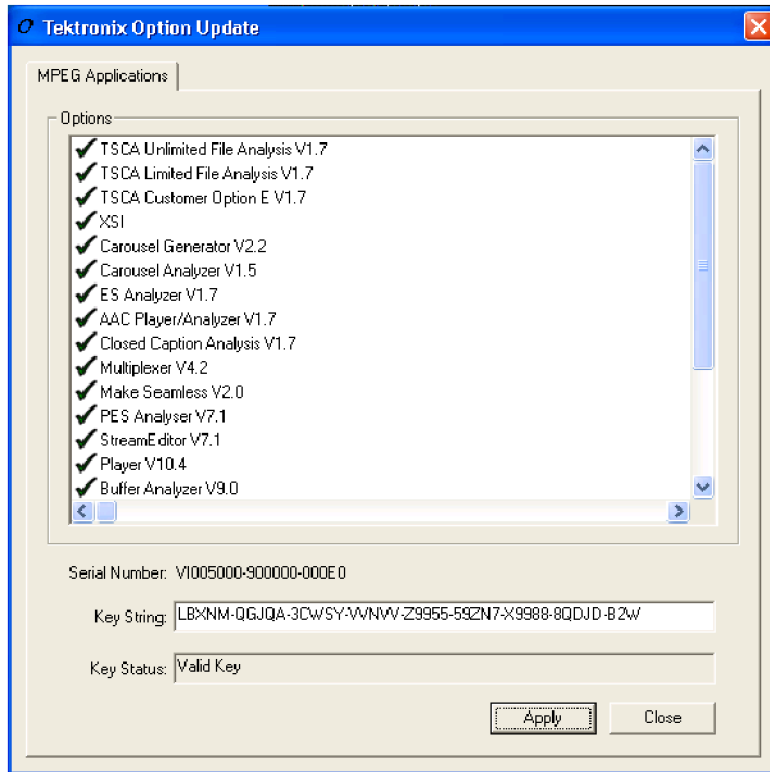 Tektronix Option Update
MPEG Applications
Options
TSCA Unlimited File Analysis V1.7
TSCA Limited File Analysis V1.7
TSCA Customer Option E V1.7
XSI
Carousel Generator V2.2
Carousel Analyzer V1.5
ES Analyzer V1.7
AAC Player/Analyzer V1.7
Closed Caption Analysis V1.7
Multiplexer V4.2
Make Seamless V2.0
PES Analyser V7.1
StreamEditor V7.1
Player V10.4
Buffer Analyzer V9.0
Serial Number: VI005000-900000-000E0
Key String: LBXNM-QGJQA-3CWSY-VVNVV-Z9955-59ZN7-X9988-8QDJD-B2W
Key Status: Valid Key
Apply Close